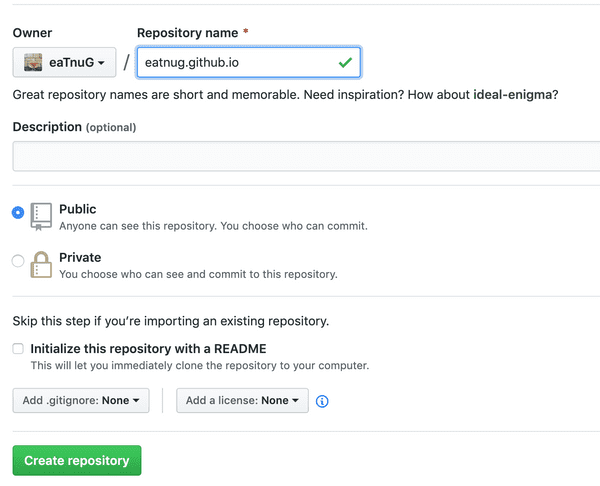 Owner Repository name *
eaTnuG / eatnug.github.io
Great repository names are short and memorable. Need inspiration? How about ideal-enigma?
Description (optional)
Public
Anyone can see this repository. You choose who can commit.
Private
You choose who can see and commit to this repository.
Skip this step if you’re importing an existing repository.
Initialize this repository with a README
This will let you immediately clone the repository to your computer.
Add .gitignore: None Add a license: None
Create repository